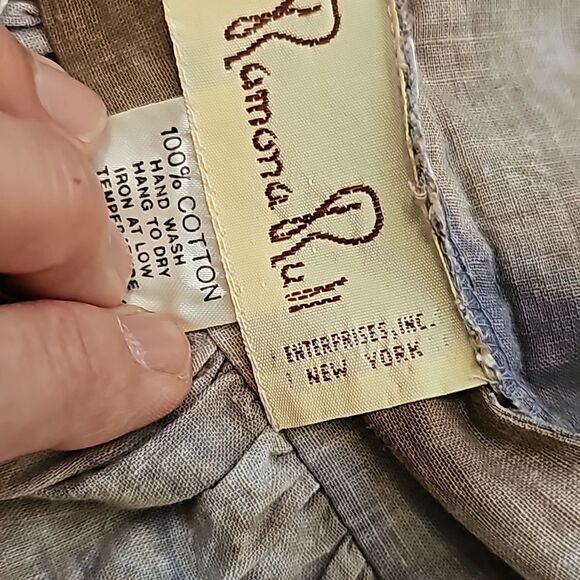 Ramona Rull
ENTERPRISES, INC.
NEW YORK
100% COTTON
HAND WASH
HANG TO DRY
IRON AT LOW